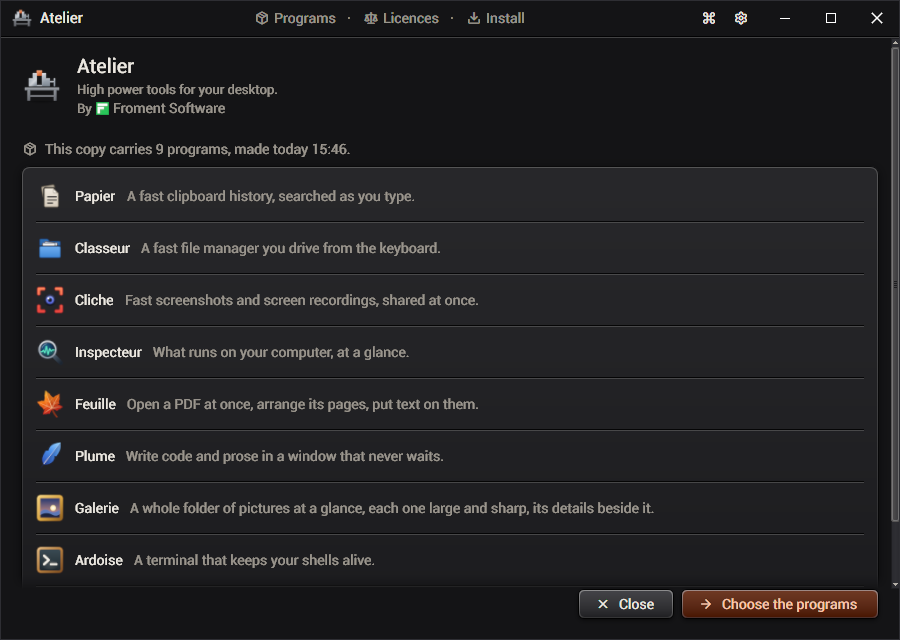 Atelier
Programs · Licences · Install
Atelier
High power tools for your desktop.
By Froment Software
This copy carries 9 programs, made today 15:46.
Papier A fast clipboard history, searched as you type.
Classeur A fast file manager you drive from the keyboard.
Cliche Fast screenshots and screen recordings, shared at once.
Inspecteur What runs on your computer, at a glance.
Feuille Open a PDF at once, arrange its pages, put text on them.
Plume Write code and prose in a window that never waits.
Galerie A whole folder of pictures at a glance, each one large and sharp, its details beside it.
Ardoise A terminal that keeps your shells alive.
Close
Choose the programs